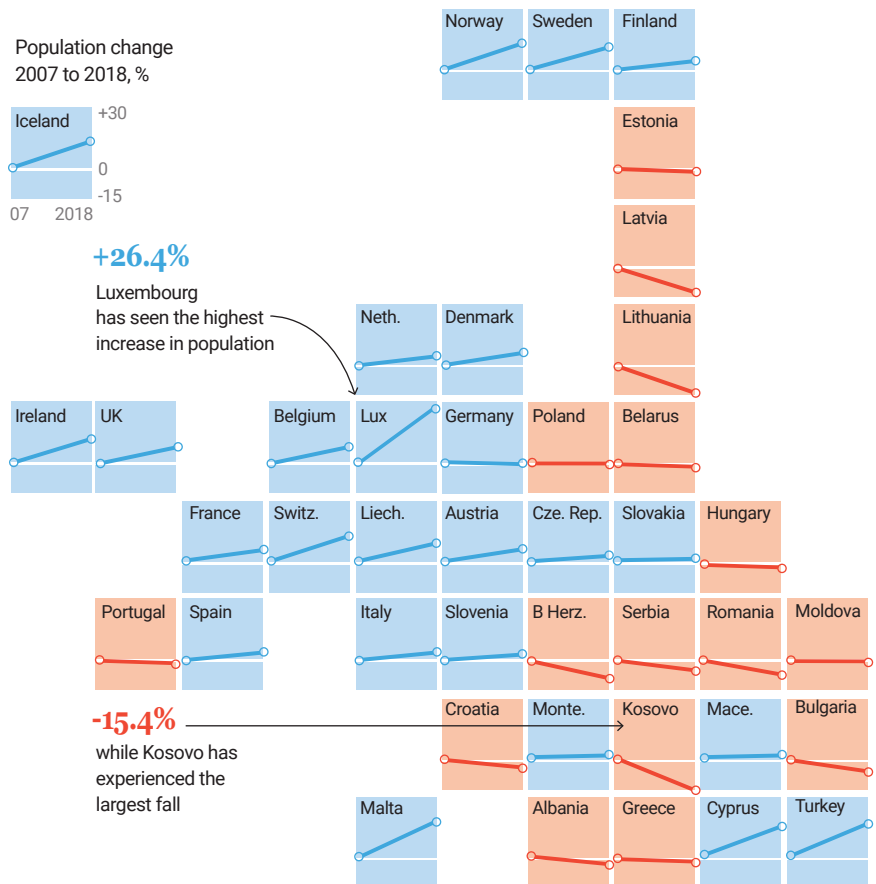 Norway
Sweden
Finland
Population change
2007 to 2018, %
Iceland
+30
0
-15
07
2018
Estonia
Latvia
+26.4%
Luxembourg
has seen the highest
increase in population
Neth.
Denmark
Lithuania
Ireland
UK
Belgium
Lux
Germany
Poland
Belarus
France
Switz.
Liech.
Austria
Cze. Rep.
Slovakia
Hungary
Portugal
Spain
Italy
Slovenia
B Herz.
Serbia
Romania
Moldova
-15.4%
while Kosovo has
experienced the
largest fall
Croatia
Monte.
Kosovo
Mace.
Bulgaria
Malta
Albania
Greece
Cyprus
Turkey